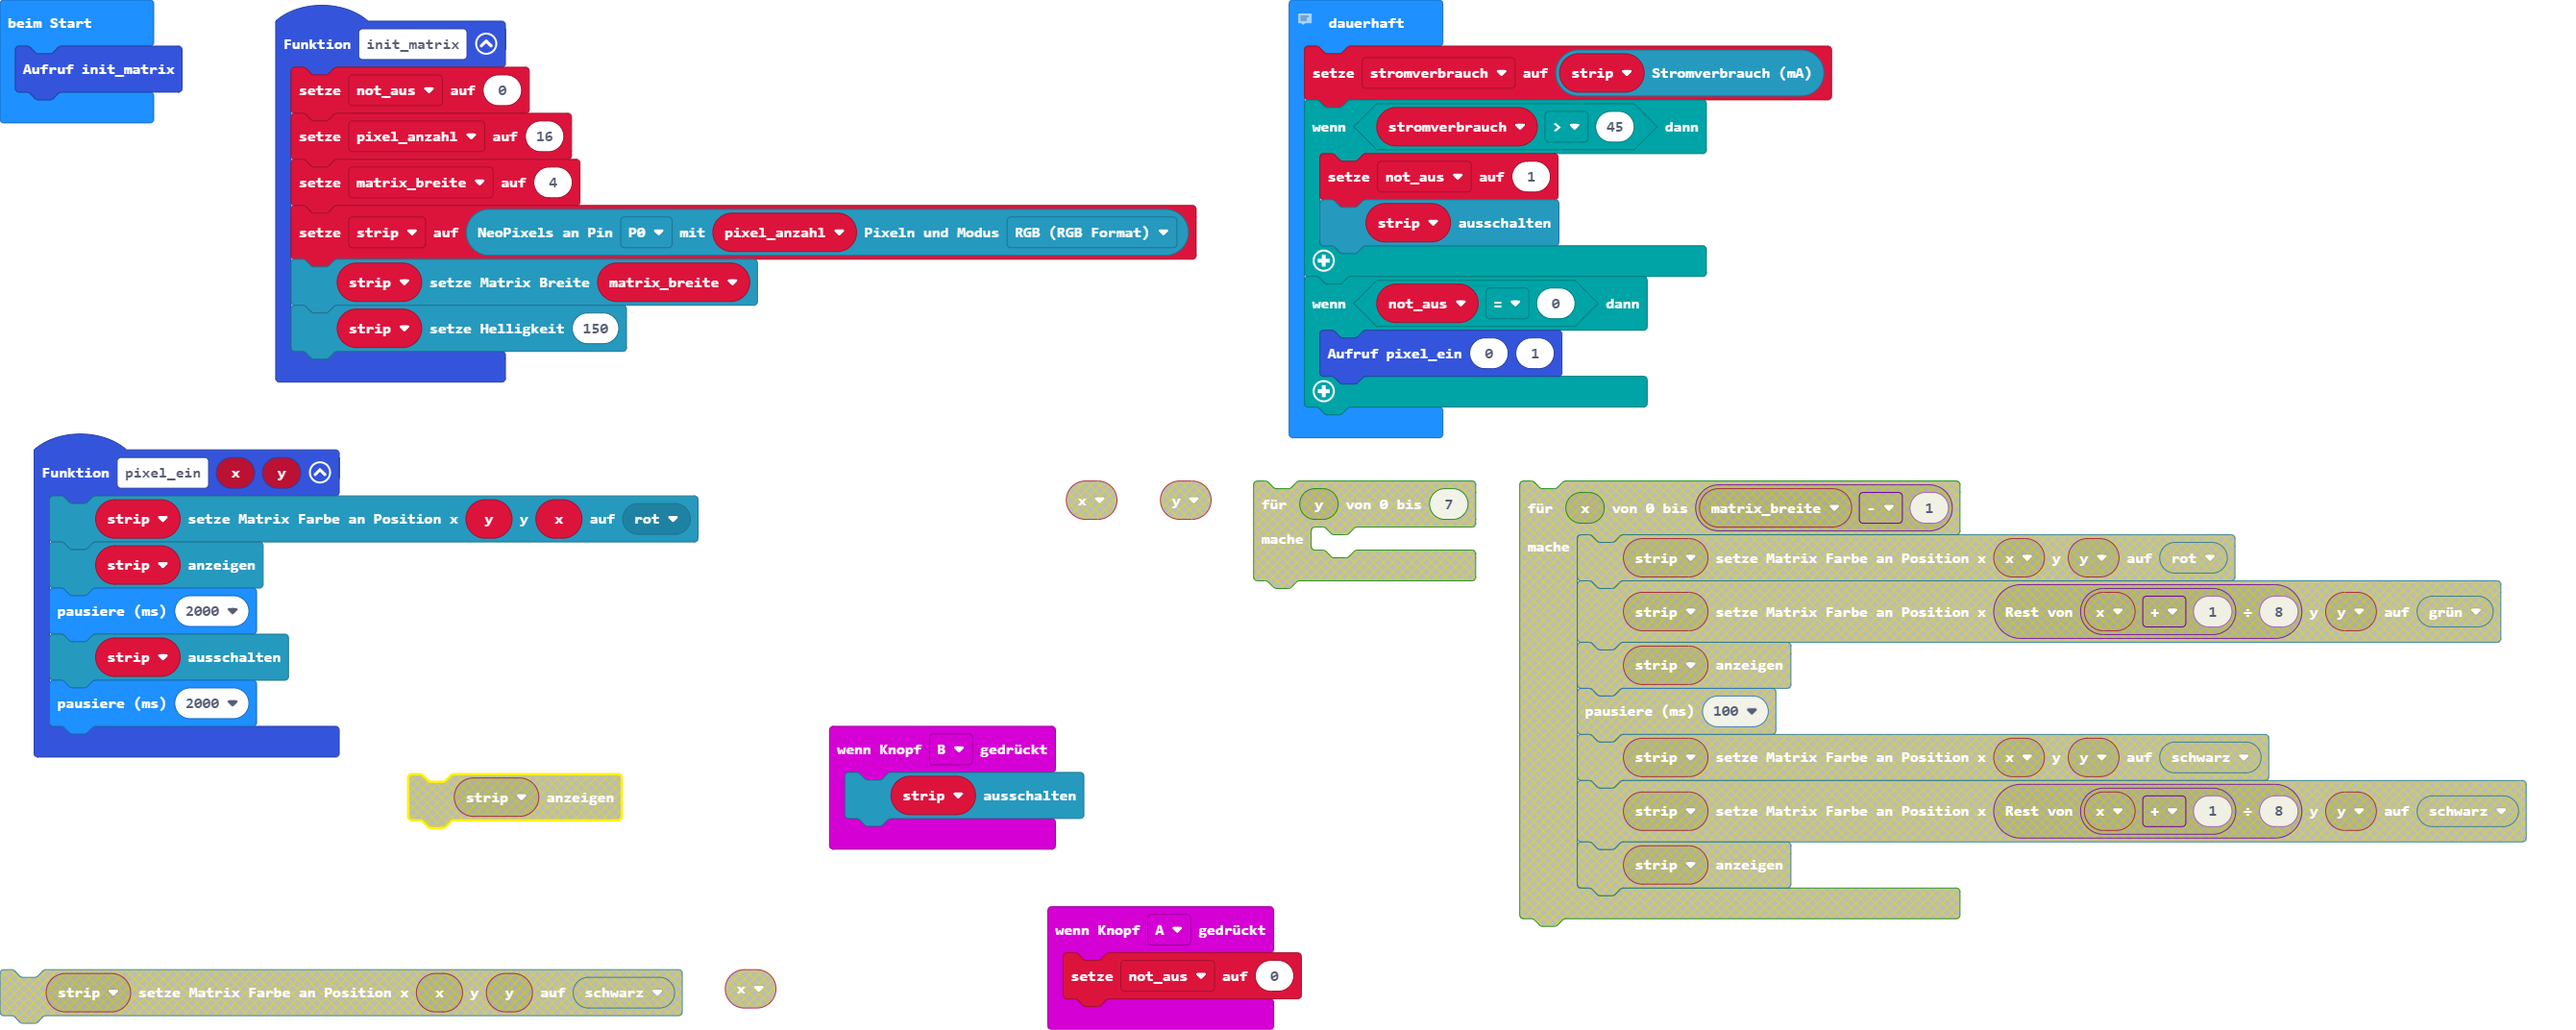 beim Start
Aufruf init_matrix
Funktion init_matrix
setze not_aus auf 0
setze pixel_anzahl auf 16
setze matrix_breite auf 4
setze strip auf NeoPixels an Pin P0 mit pixel_anzahl Pixeln und Modus RGB (RGB Format)
strip setze Matrix Breite matrix_breite
strip setze Helligkeit 150
dauerhaft
setze stromverbrauch auf strip Stromverbrauch (mA)
wenn stromverbrauch > 45 dann
setze not_aus auf 1
strip ausschalten
wenn not_aus = 0 dann
Aufruf pixel_ein 0 1
Funktion pixel_ein x y
strip setze Matrix Farbe an Position x y y x auf rot
strip anzeigen
pausiere (ms) 2000
strip ausschalten
pausiere (ms) 2000
x
y
für y von 0 bis 7
mache
für x von 0 bis matrix_breite - 1
mache
strip setze Matrix Farbe an Position x x y y auf rot
strip setze Matrix Farbe an Position x Rest von x + 1 ÷ 8 y y auf grün
strip anzeigen
pausiere (ms) 100
strip setze Matrix Farbe an Position x x y y auf schwarz
strip setze Matrix Farbe an Position x Rest von x + 1 ÷ 8 y y auf schwarz
strip anzeigen
strip anzeigen
wenn Knopf B gedrückt
strip ausschalten
wenn Knopf A gedrückt
setze not_aus auf 0
strip setze Matrix Farbe an Position x x y y auf schwarz
x